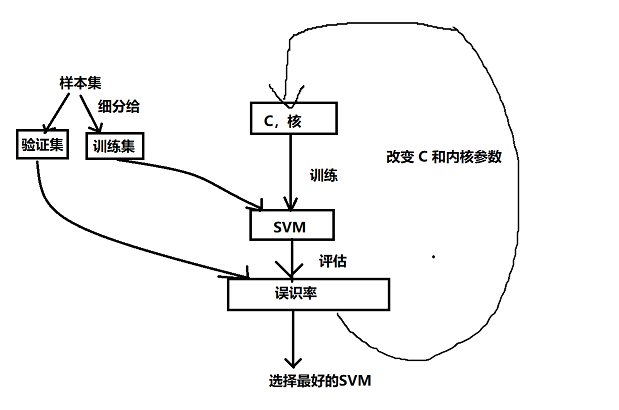 样本集
细分给
验证集
训练集
C，核
训练
改变 C 和内核参数
SVM
评估
误识率
选择最好的SVM